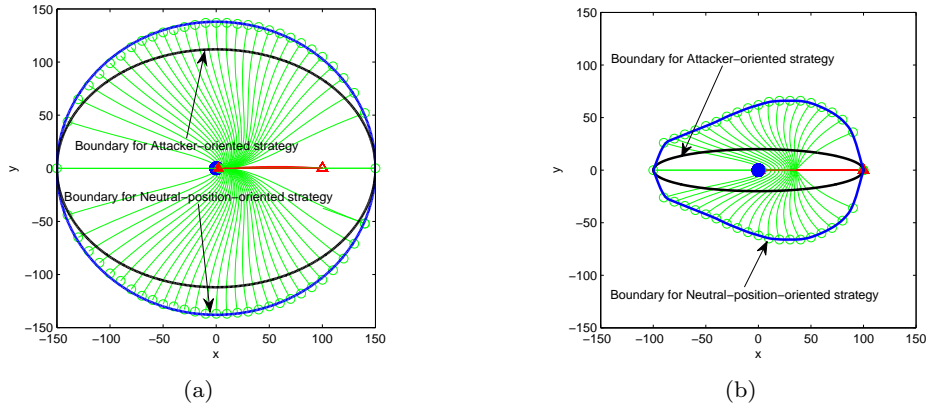 150
100
50
0
−50
−100
−150
y
−150 −100 −50 0 50 100 150
x
Boundary for Attacker−oriented strategy
Boundary for Neutral−position−oriented strategy
(a)
150
100
50
0
−50
−100
−150
y
−150 −100 −50 0 50 100 150
x
Boundary for Attacker−oriented strategy
Boundary for Neutral−position−oriented strategy
(b)